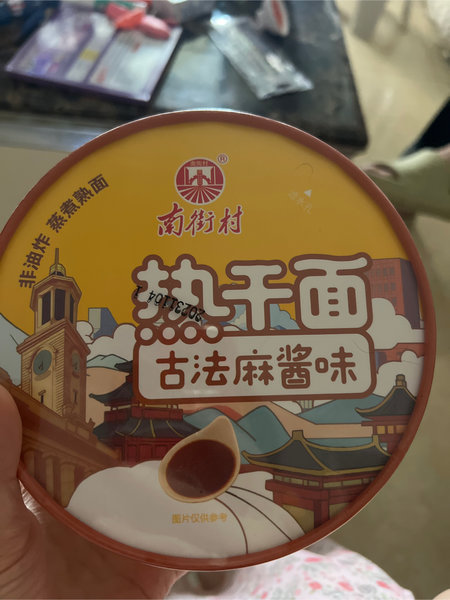 南街村
®
南街村
非油炸 蒸煮熟面
热干面
20231104
古法麻酱味
图片仅供参考